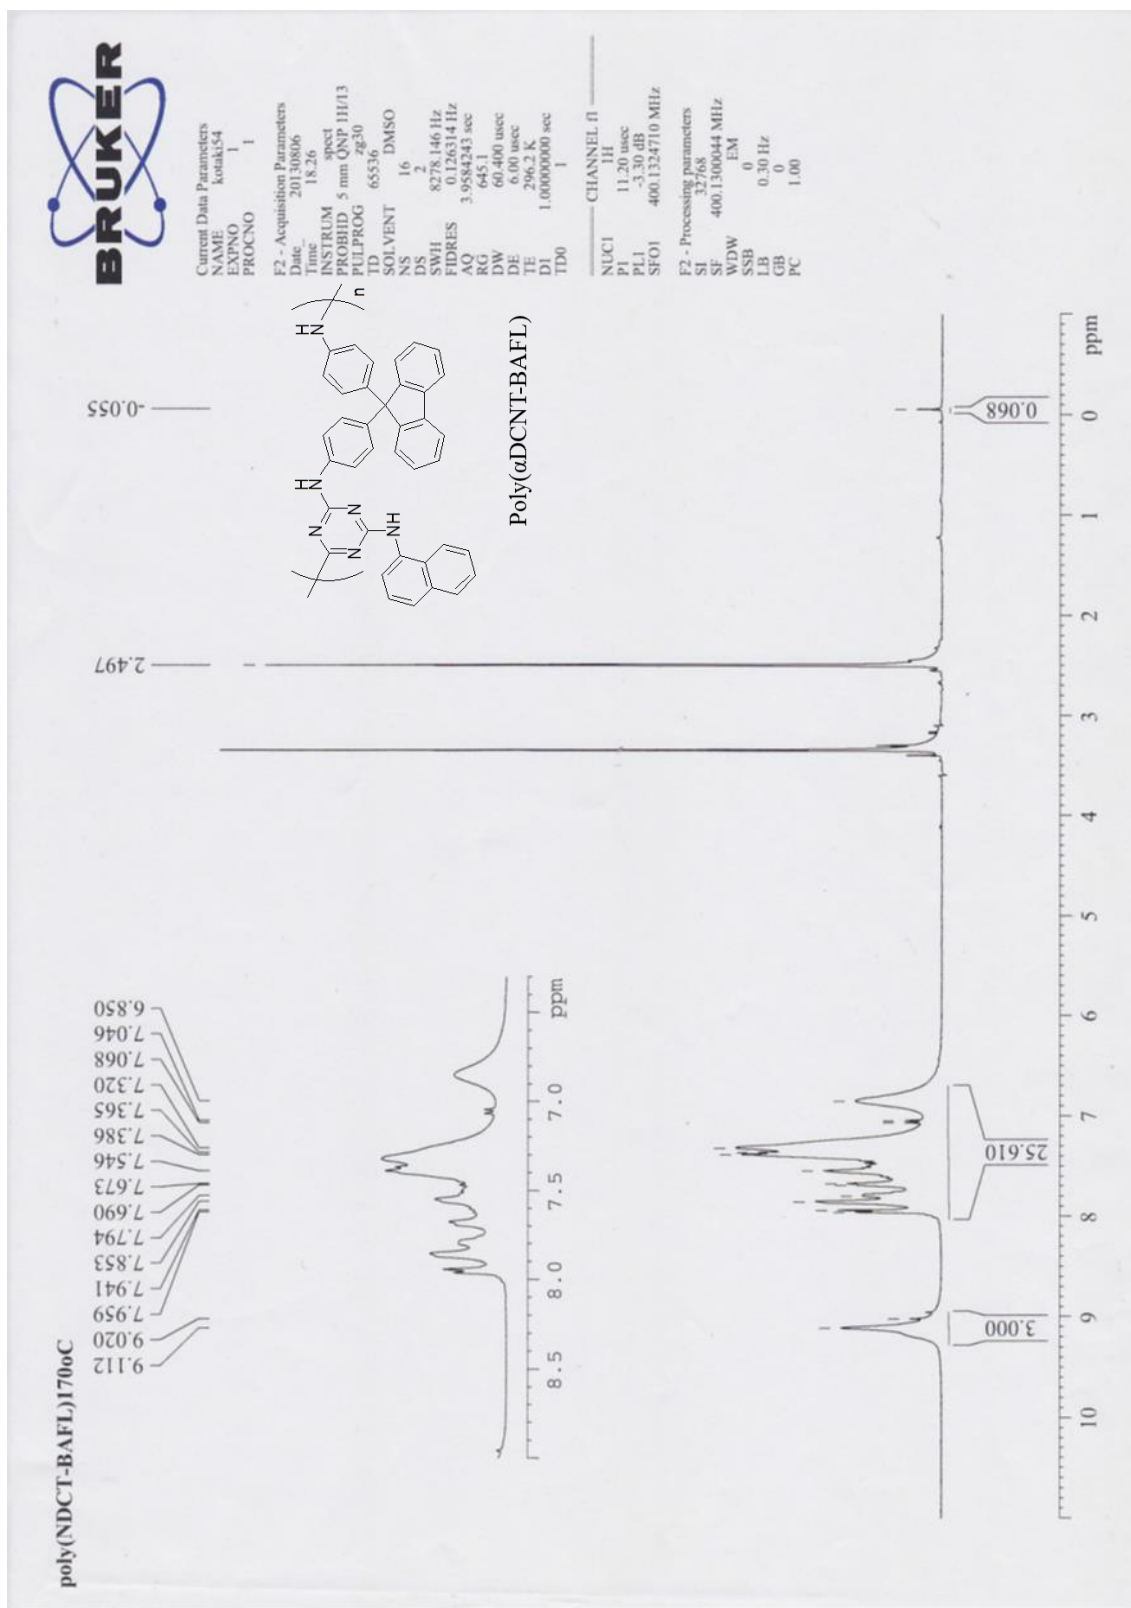 poly(NDCT-BAFL)170oC
9.112
9.020
7.959
7.941
7.853
7.794
7.690
7.673
7.546
7.386
7.365
7.320
7.068
7.046
6.850
2.497
-0.055
BRUKER
Current Data Parameters
NAME kotaki54
EXPNO 1
PROCNO 1
F2 - Acquisition Parameters
Date_ 20130806
Time 18.26
INSTRUM spect
PROBHD 5 mm QNP 1H/13
PULPROG zg30
TD 65536
SOLVENT DMSO
NS 16
DS 2
SWH 8278.146 Hz
FIDRES 0.126314 Hz
AQ 3.9584243 sec
RG 645.1
DW 60.400 usec
DE 6.00 usec
TE 296.2 K
D1 1.00000000 sec
TD0 1
CHANNEL f1
NUC1 1H
P1 11.20 usec
PL1 -3.30 dB
SFO1 400.1324710 MHz
F2 - Processing parameters
SI 32768
SF 400.1300044 MHz
WDW EM
SSB 0
LB 0.30 Hz
GB 0
PC 1.00
H
N
H
N
n
N
N
N
H
N
Poly(αDCNT-BAFL)
8.5 8.0 7.5 7.0 ppm
3.000
25.610
0.068
10 9 8 7 6 5 4 3 2 1 0 ppm